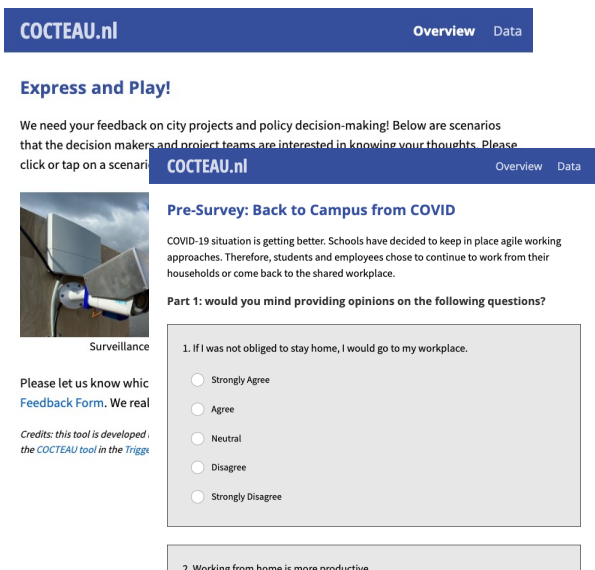 COCTEAU.nl
Overview Data
Express and Play!
We need your feedback on city projects and policy decision-making! Below are scenarios
that the decision makers and project teams are interested in knowing your thoughts. Please
click or tap on a scenari
Surveillance
Please let us know whic
Feedback Form. We real
Credits: this tool is developed
the COCTEAU tool in the Trigge
COCTEAU.nl
Overview Data
Pre-Survey: Back to Campus from COVID
COVID-19 situation is getting better. Schools have decided to keep in place agile working
approaches. Therefore, students and employees chose to continue to work from their
households or come back to the shared workplace.
Part 1: would you mind providing opinions on the following questions?
1. If I was not obliged to stay home, I would go to my workplace.
Strongly Agree
Agree
Neutral
Disagree
Strongly Disagree
2. Working from home is more productive.